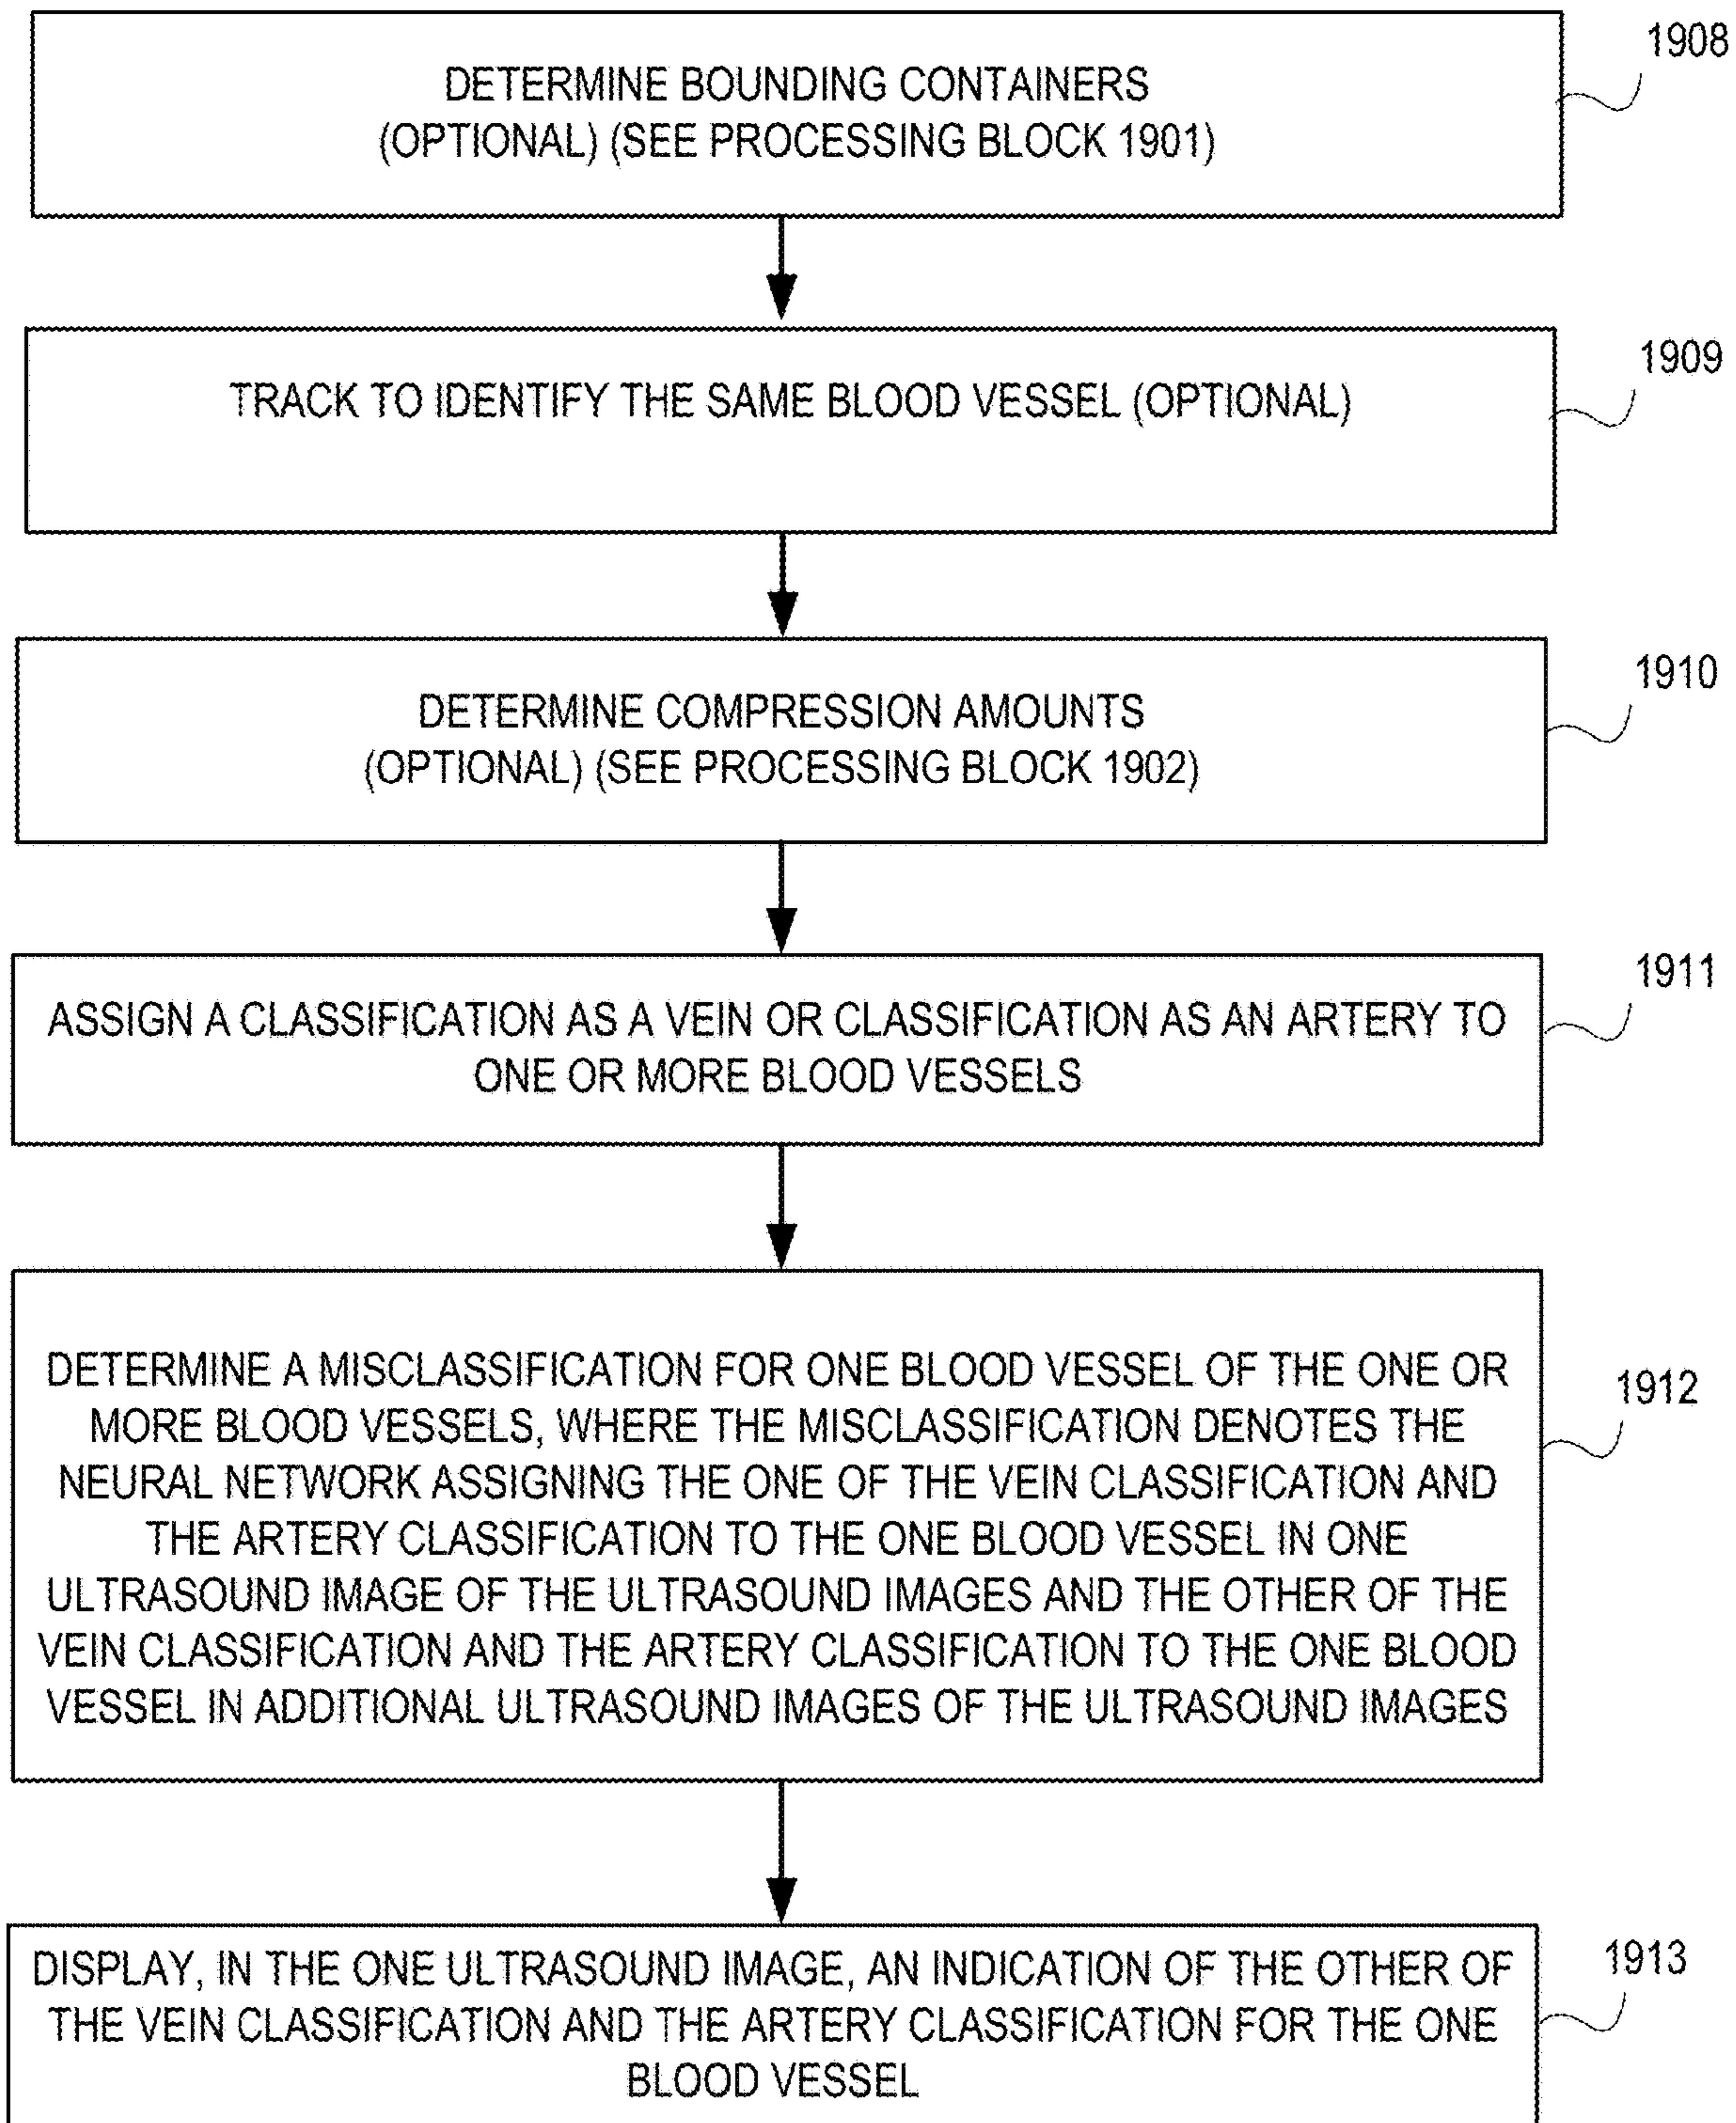 1908
DETERMINE BOUNDING CONTAINERS
(OPTIONAL) (SEE PROCESSING BLOCK 1901)
1909
TRACK TO IDENTIFY THE SAME BLOOD VESSEL (OPTIONAL)
1910
DETERMINE COMPRESSION AMOUNTS
(OPTIONAL) (SEE PROCESSING BLOCK 1902)
1911
ASSIGN A CLASSIFICATION AS A VEIN OR CLASSIFICATION AS AN ARTERY TO
ONE OR MORE BLOOD VESSELS
1912
DETERMINE A MISCLASSIFICATION FOR ONE BLOOD VESSEL OF THE ONE OR
MORE BLOOD VESSELS, WHERE THE MISCLASSIFICATION DENOTES THE
NEURAL NETWORK ASSIGNING THE ONE OF THE VEIN CLASSIFICATION AND
THE ARTERY CLASSIFICATION TO THE ONE BLOOD VESSEL IN ONE
ULTRASOUND IMAGE OF THE ULTRASOUND IMAGES AND THE OTHER OF THE
VEIN CLASSIFICATION AND THE ARTERY CLASSIFICATION TO THE ONE BLOOD
VESSEL IN ADDITIONAL ULTRASOUND IMAGES OF THE ULTRASOUND IMAGES
1913
DISPLAY, IN THE ONE ULTRASOUND IMAGE, AN INDICATION OF THE OTHER OF
THE VEIN CLASSIFICATION AND THE ARTERY CLASSIFICATION FOR THE ONE
BLOOD VESSEL